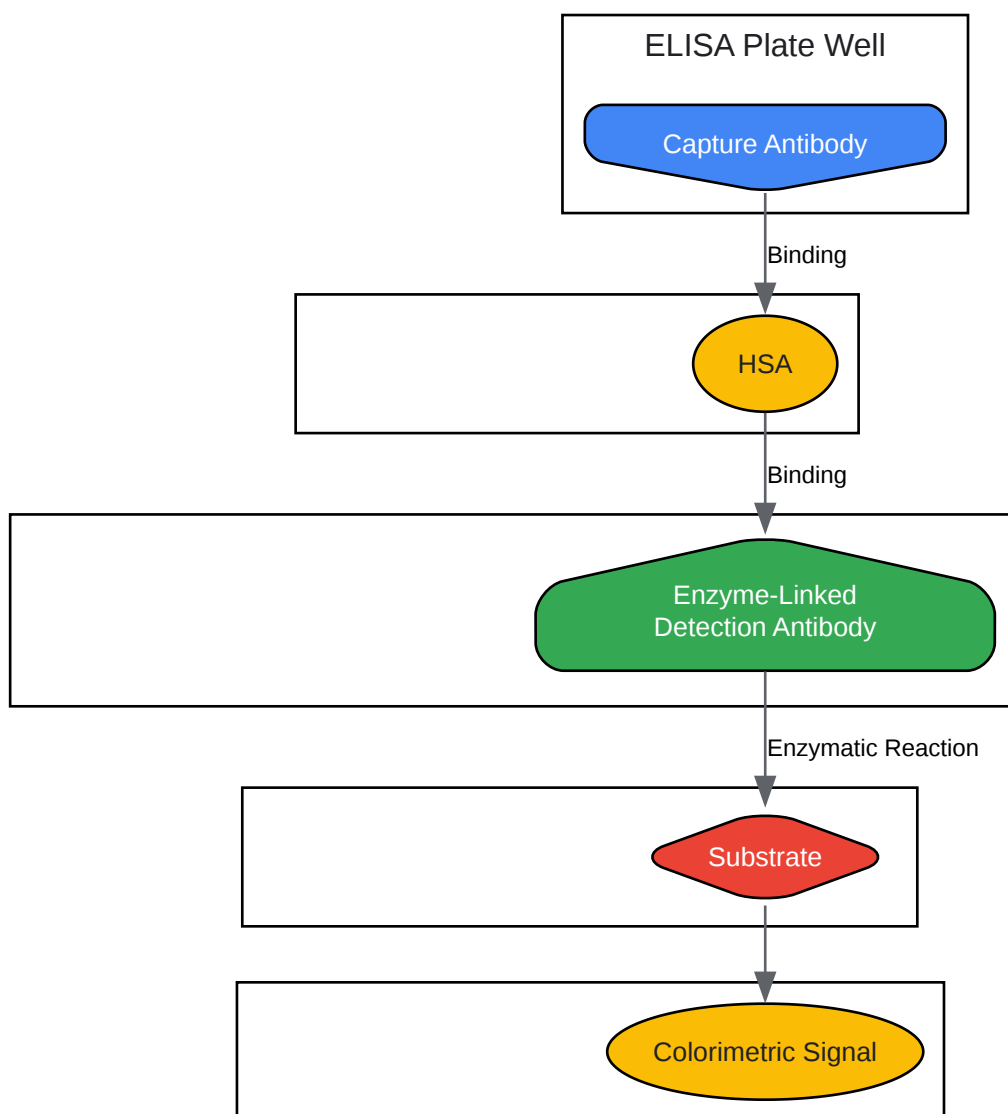 ELISA Plate Well
Capture Antibody
Binding
HSA
Binding
Enzyme-Linked
Detection Antibody
Enzymatic Reaction
Substrate
Colorimetric Signal